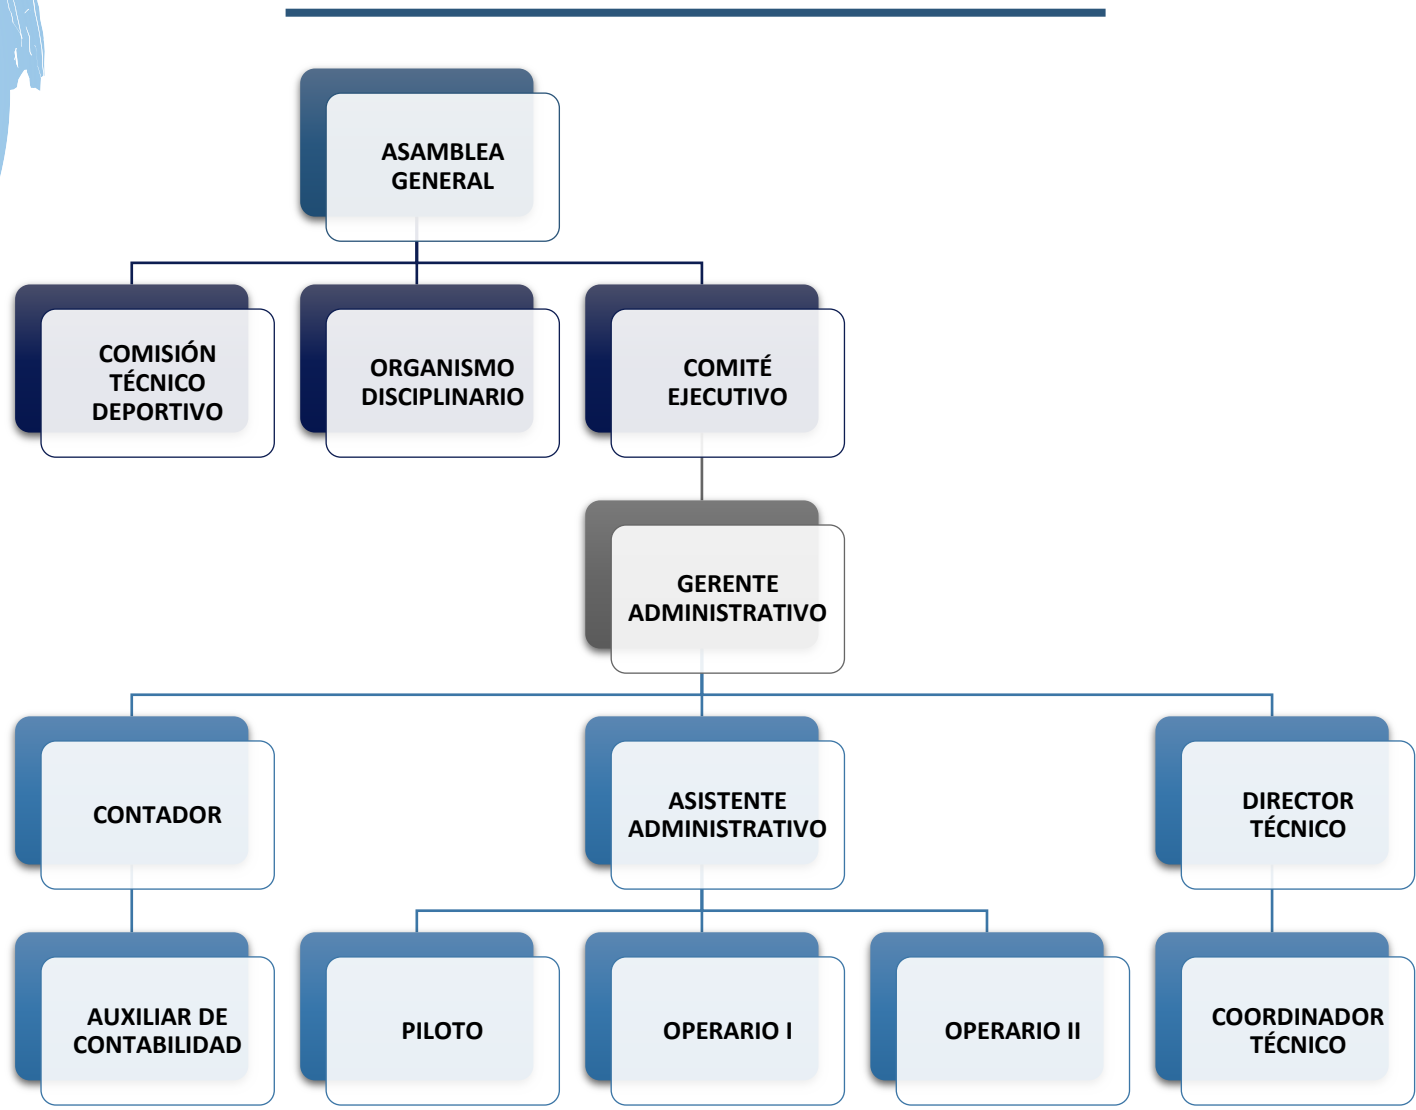 ASAMBLEA
GENERAL
COMISIÓN
TÉCNICO
DEPORTIVO
ORGANISMO
DISCIPLINARIO
COMITÉ
EJECUTIVO
GERENTE
ADMINISTRATIVO
CONTADOR
ASISTENTE
ADMINISTRATIVO
DIRECTOR
TÉCNICO
AUXILIAR DE
CONTABILIDAD
PILOTO
OPERARIO I
OPERARIO II
COORDINADOR
TÉCNICO